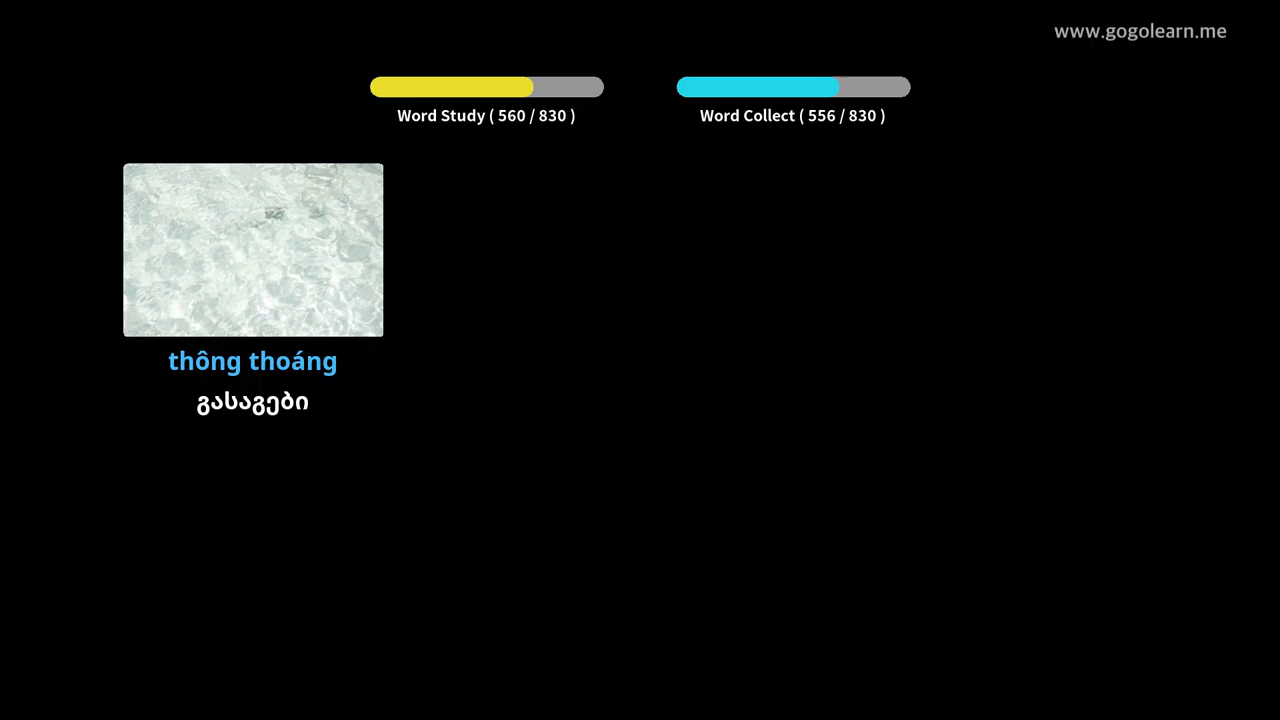 www.gogolearn.me
Word Study ( 560 / 830 )
Word Collect ( 556 / 830 )
thông thoáng
გასაგები